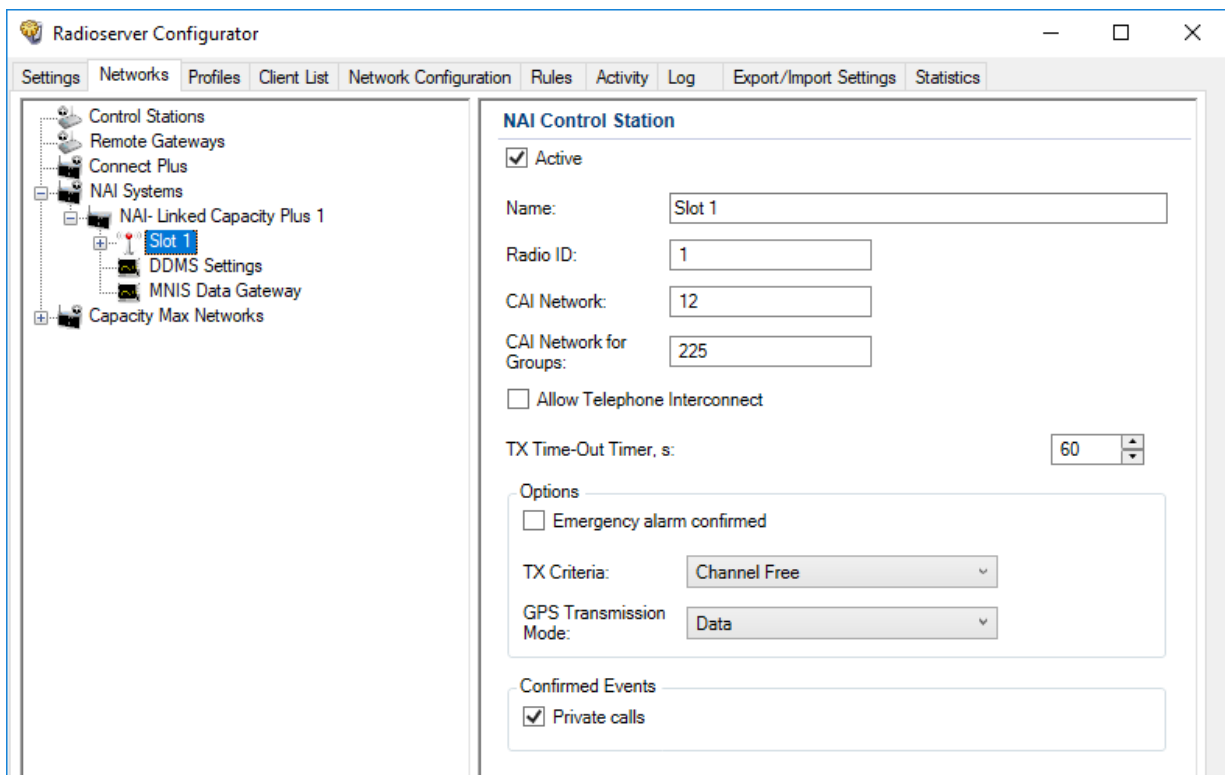 Radioserver Configurator
Settings Networks Profiles Client List Network Configuration Rules Activity Log Export/Import Settings Statistics
Control Stations
Remote Gateways
Connect Plus
NAI Systems
NAI- Linked Capacity Plus 1
Slot 1
DDMS Settings
MNIS Data Gateway
Capacity Max Networks
NAI Control Station
Active
Name: Slot 1
Radio ID: 1
CAI Network: 12
CAI Network for
Groups: 225
Allow Telephone Interconnect
TX Time-Out Timer, s: 60
Options
Emergency alarm confirmed
TX Criteria: Channel Free
GPS Transmission
Mode: Data
Confirmed Events
Private calls